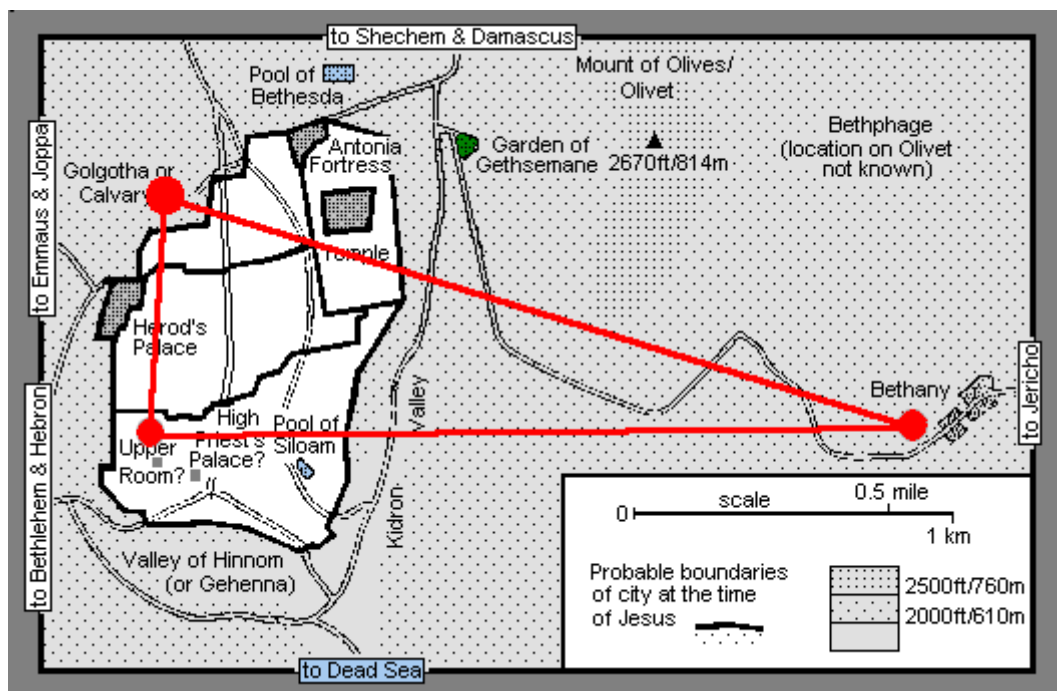 to Shechem & Damascus
Pool of
Bethesda
Mount of Olives/
Olivet
2670ft/814m
Bethphage
(location on Olivet
not known)
Garden of
Gethsemane
Antonia
Fortress
Temple
Golgotha or
Calvary
to Emmaus & Joppa
Herod's
Palace
to Bethlehem & Hebron
Upper
Room?
High
Priest's
Palace?
Pool of
Siloam
Kidron
Valley
Bethany
to Jericho
Valley of Hinnom
(or Gehenna)
to Dead Sea
scale
0.5 mile
0
1 km
Probable boundaries
of city at the time
of Jesus
2500ft/760m
2000ft/610m